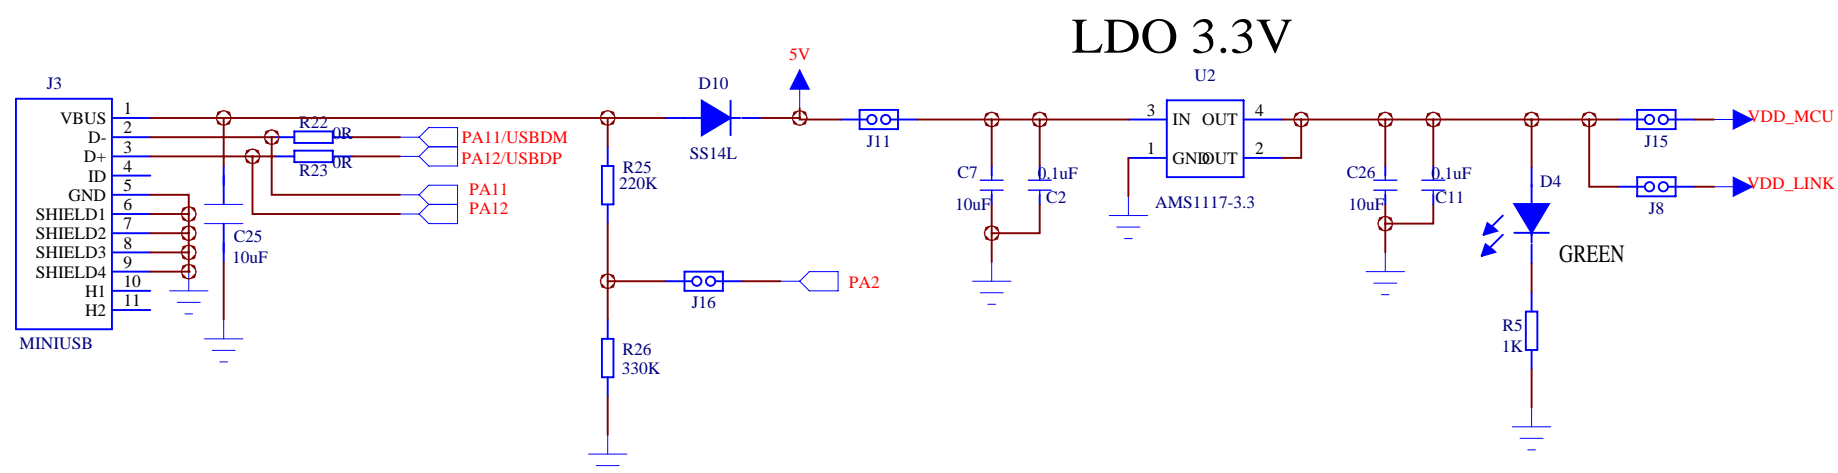 LDO 3.3V
J3
VBUS 1
D- 2
D+ 3
ID 4
GND 5
SHIELD1 6
SHIELD2 7
SHIELD3 8
SHIELD4 9
H1 10
H2 11
MINIUSB
C25
10uF
R22 0R
R23 0R
PA11/USBDM
PA12/USBDP
PA11
PA12
R25
220K
R26
330K
D10
SS14L
5V
J16
PA2
J11
C7
10uF
0.1uF
C2
U2
3 IN OUT 4
1 GND OUT 2
AMS1117-3.3
C26
10uF
0.1uF
C11
D4
GREEN
R5
1K
J15
VDD_MCU
J8
VDD_LINK